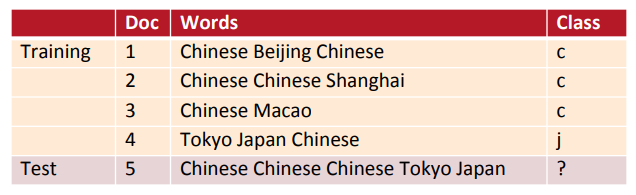 Doc Words Class
Training 1 Chinese Beijing Chinese c
2 Chinese Chinese Shanghai c
3 Chinese Macao c
4 Tokyo Japan Chinese j
Test 5 Chinese Chinese Chinese Tokyo Japan ?